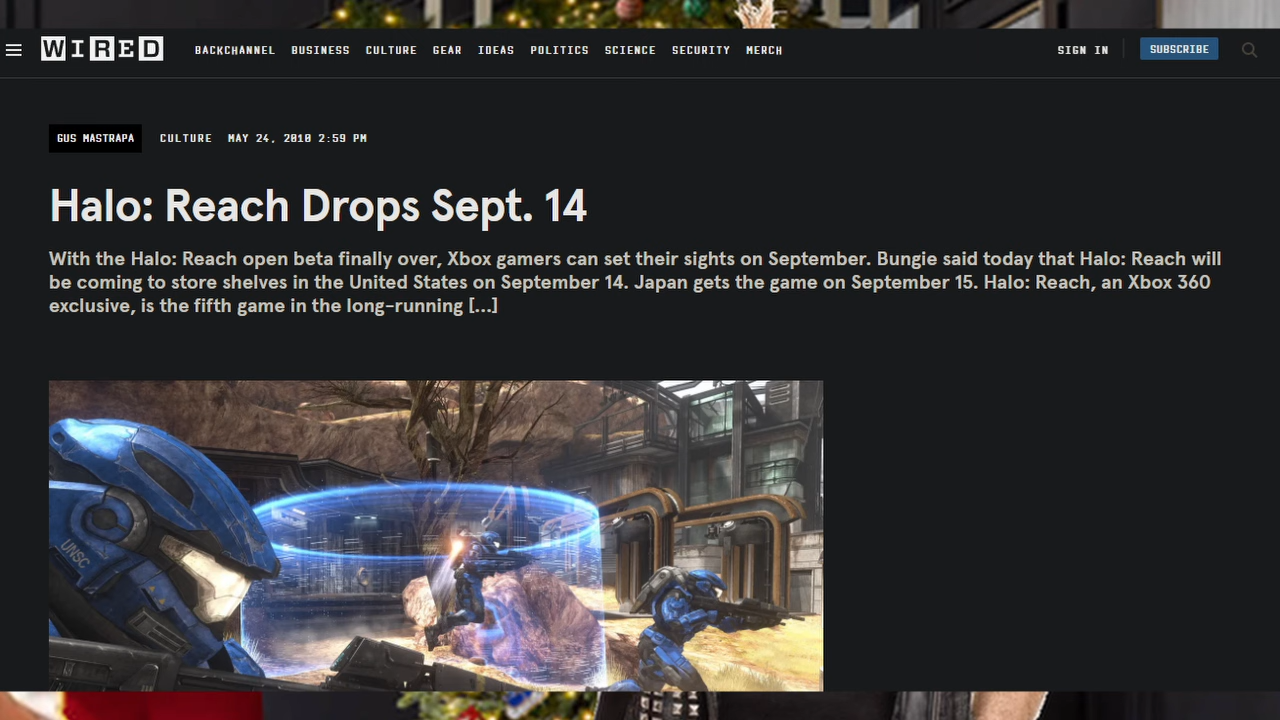 WIRED BACKCHANNEL BUSINESS CULTURE GEAR IDEAS POLITICS SCIENCE SECURITY MERCH SIGN IN SUBSCRIBE
GUS MASTRAPA CULTURE MAY 24, 2010 2:59 PM
Halo: Reach Drops Sept. 14
With the Halo: Reach open beta finally over, Xbox gamers can set their sights on September. Bungie said today that Halo: Reach will
be coming to store shelves in the United States on September 14. Japan gets the game on September 15. Halo: Reach, an Xbox 360
exclusive, is the fifth game in the long-running [...]
UNSC